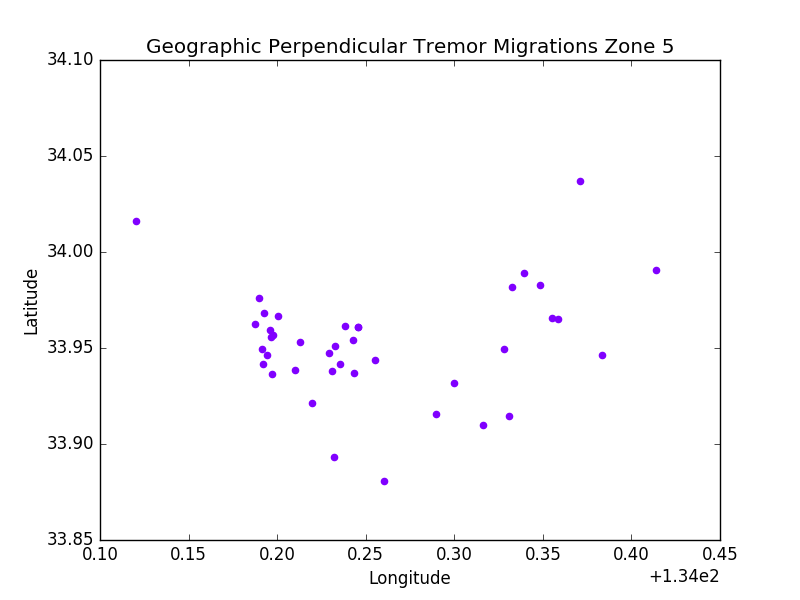 Geographic Perpendicular Tremor Migrations Zone 5
34.10
34.05
34.00
33.95
33.90
33.85
Latitude
0.10 0.15 0.20 0.25 0.30 0.35 0.40 0.45
Longitude
+1.34e2